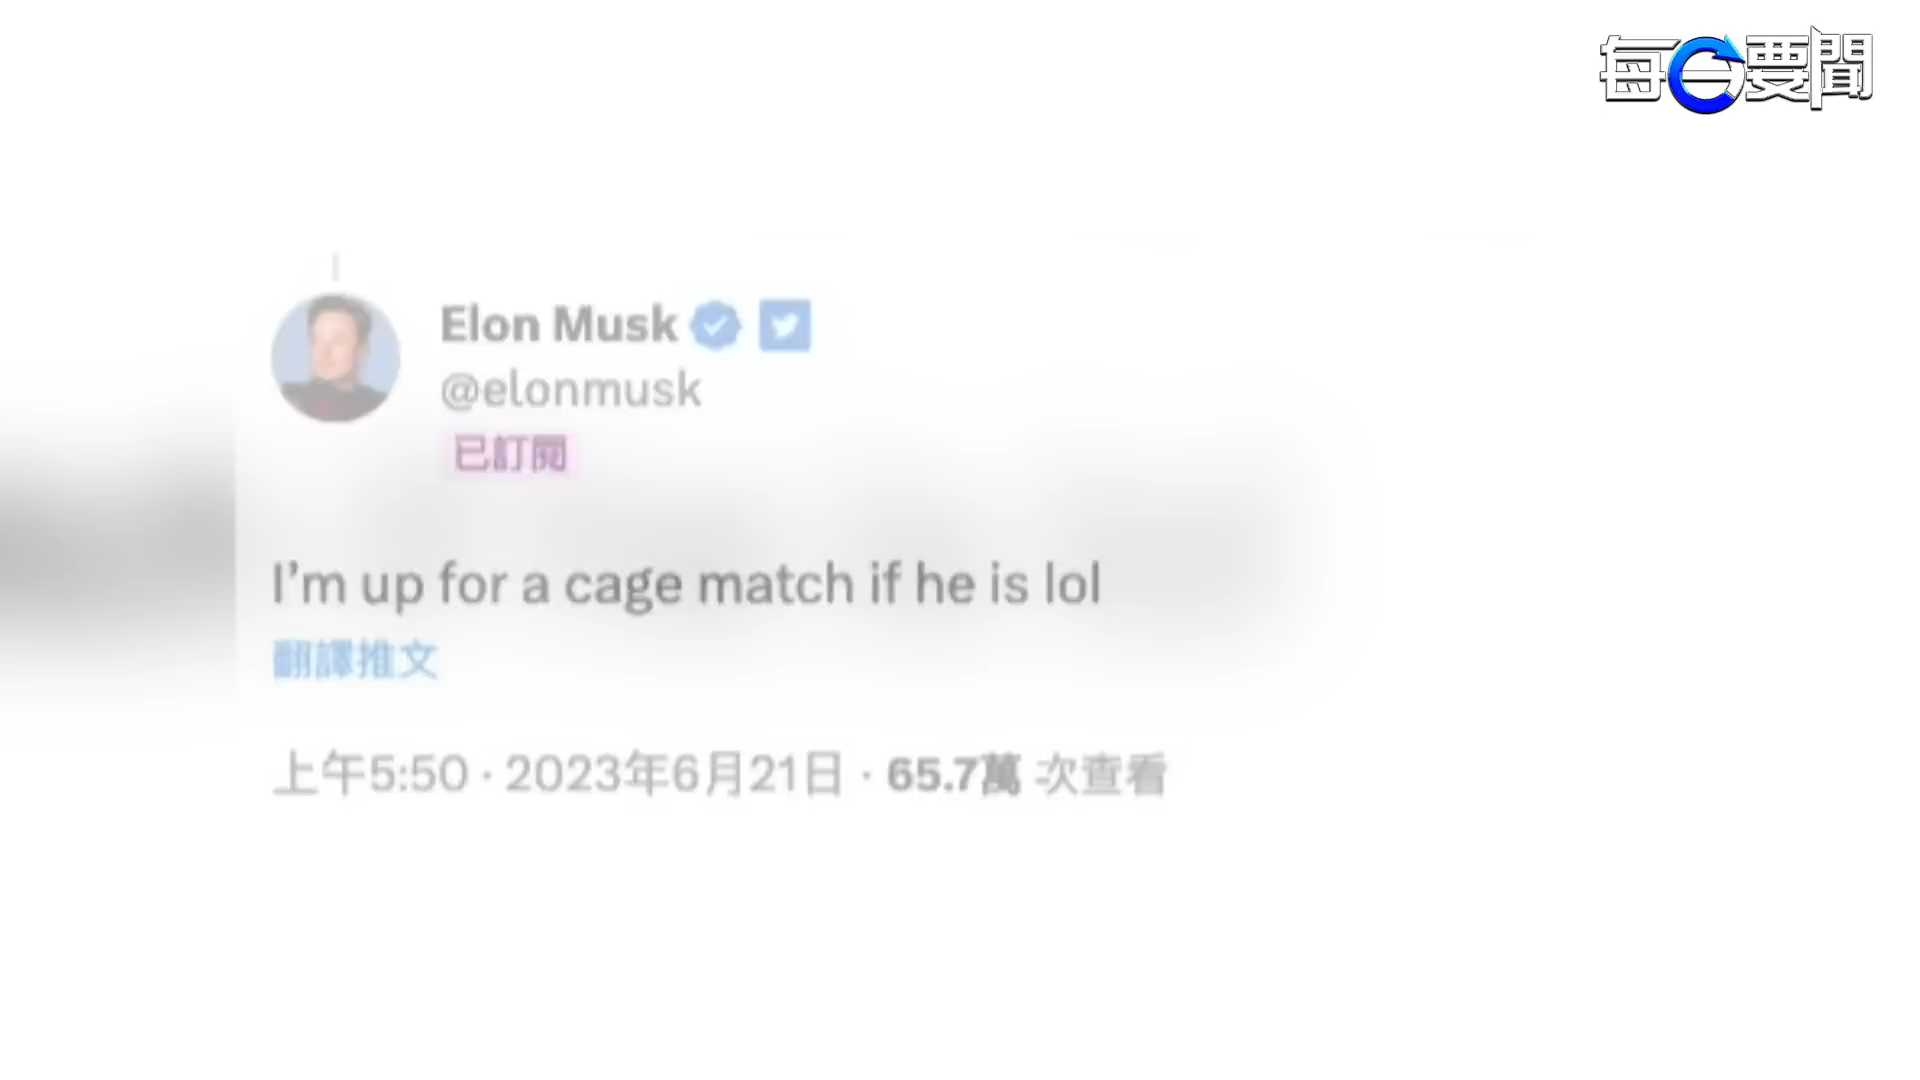 每日要聞
Elon Musk
@elonmusk
已訂閱
I'm up for a cage match if he is lol
翻譯推文
上午5:50 · 2023年6月21日 · 65.7萬 次查看